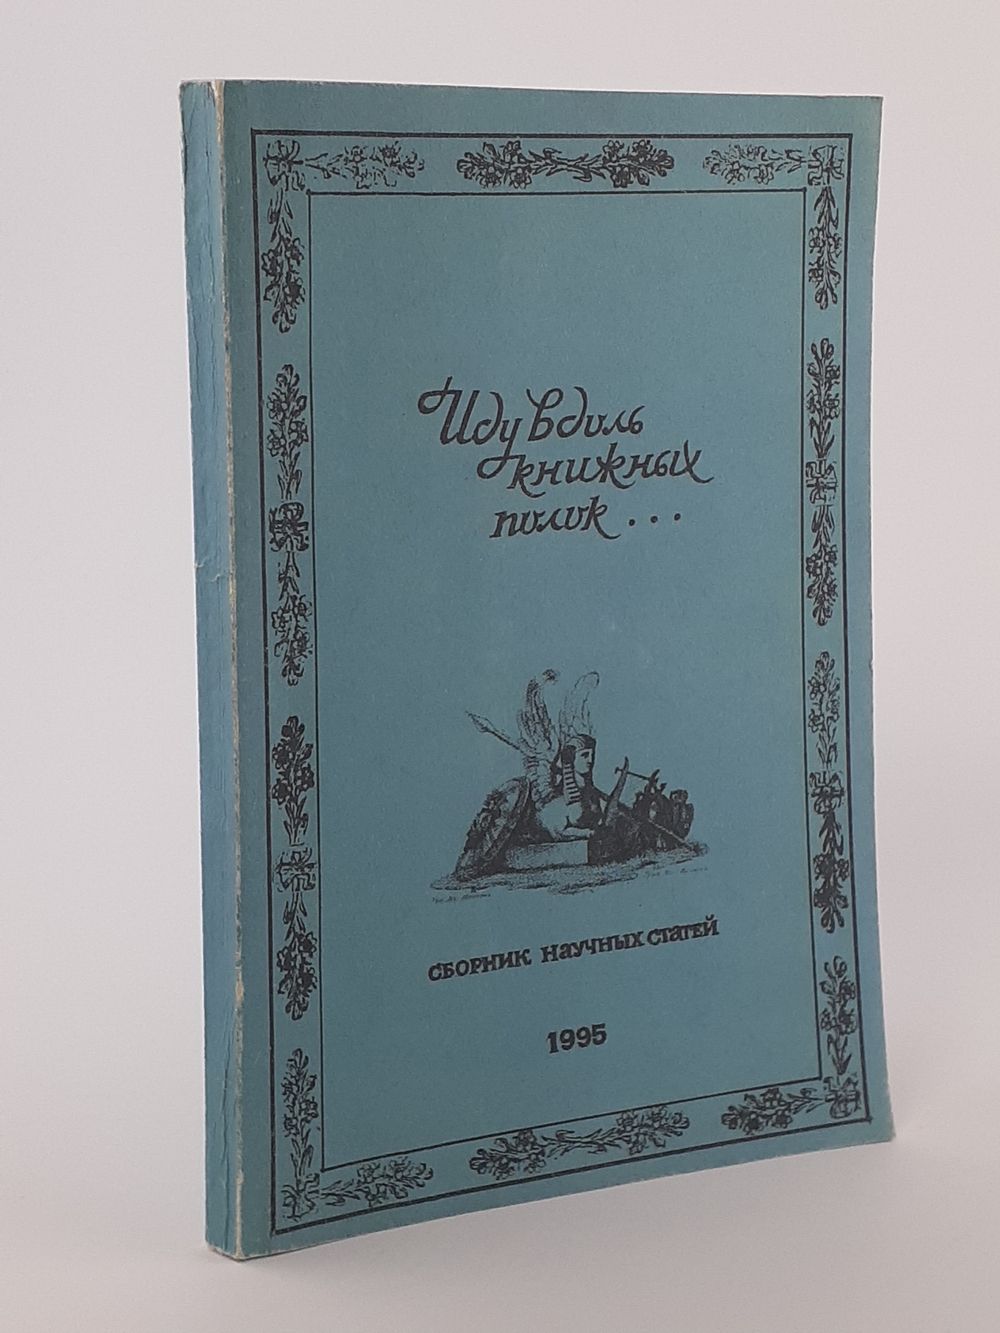 Иду вдоль
книжных
полок...
СБОРНИК НАУЧНЫХ СТАТЕЙ
1995